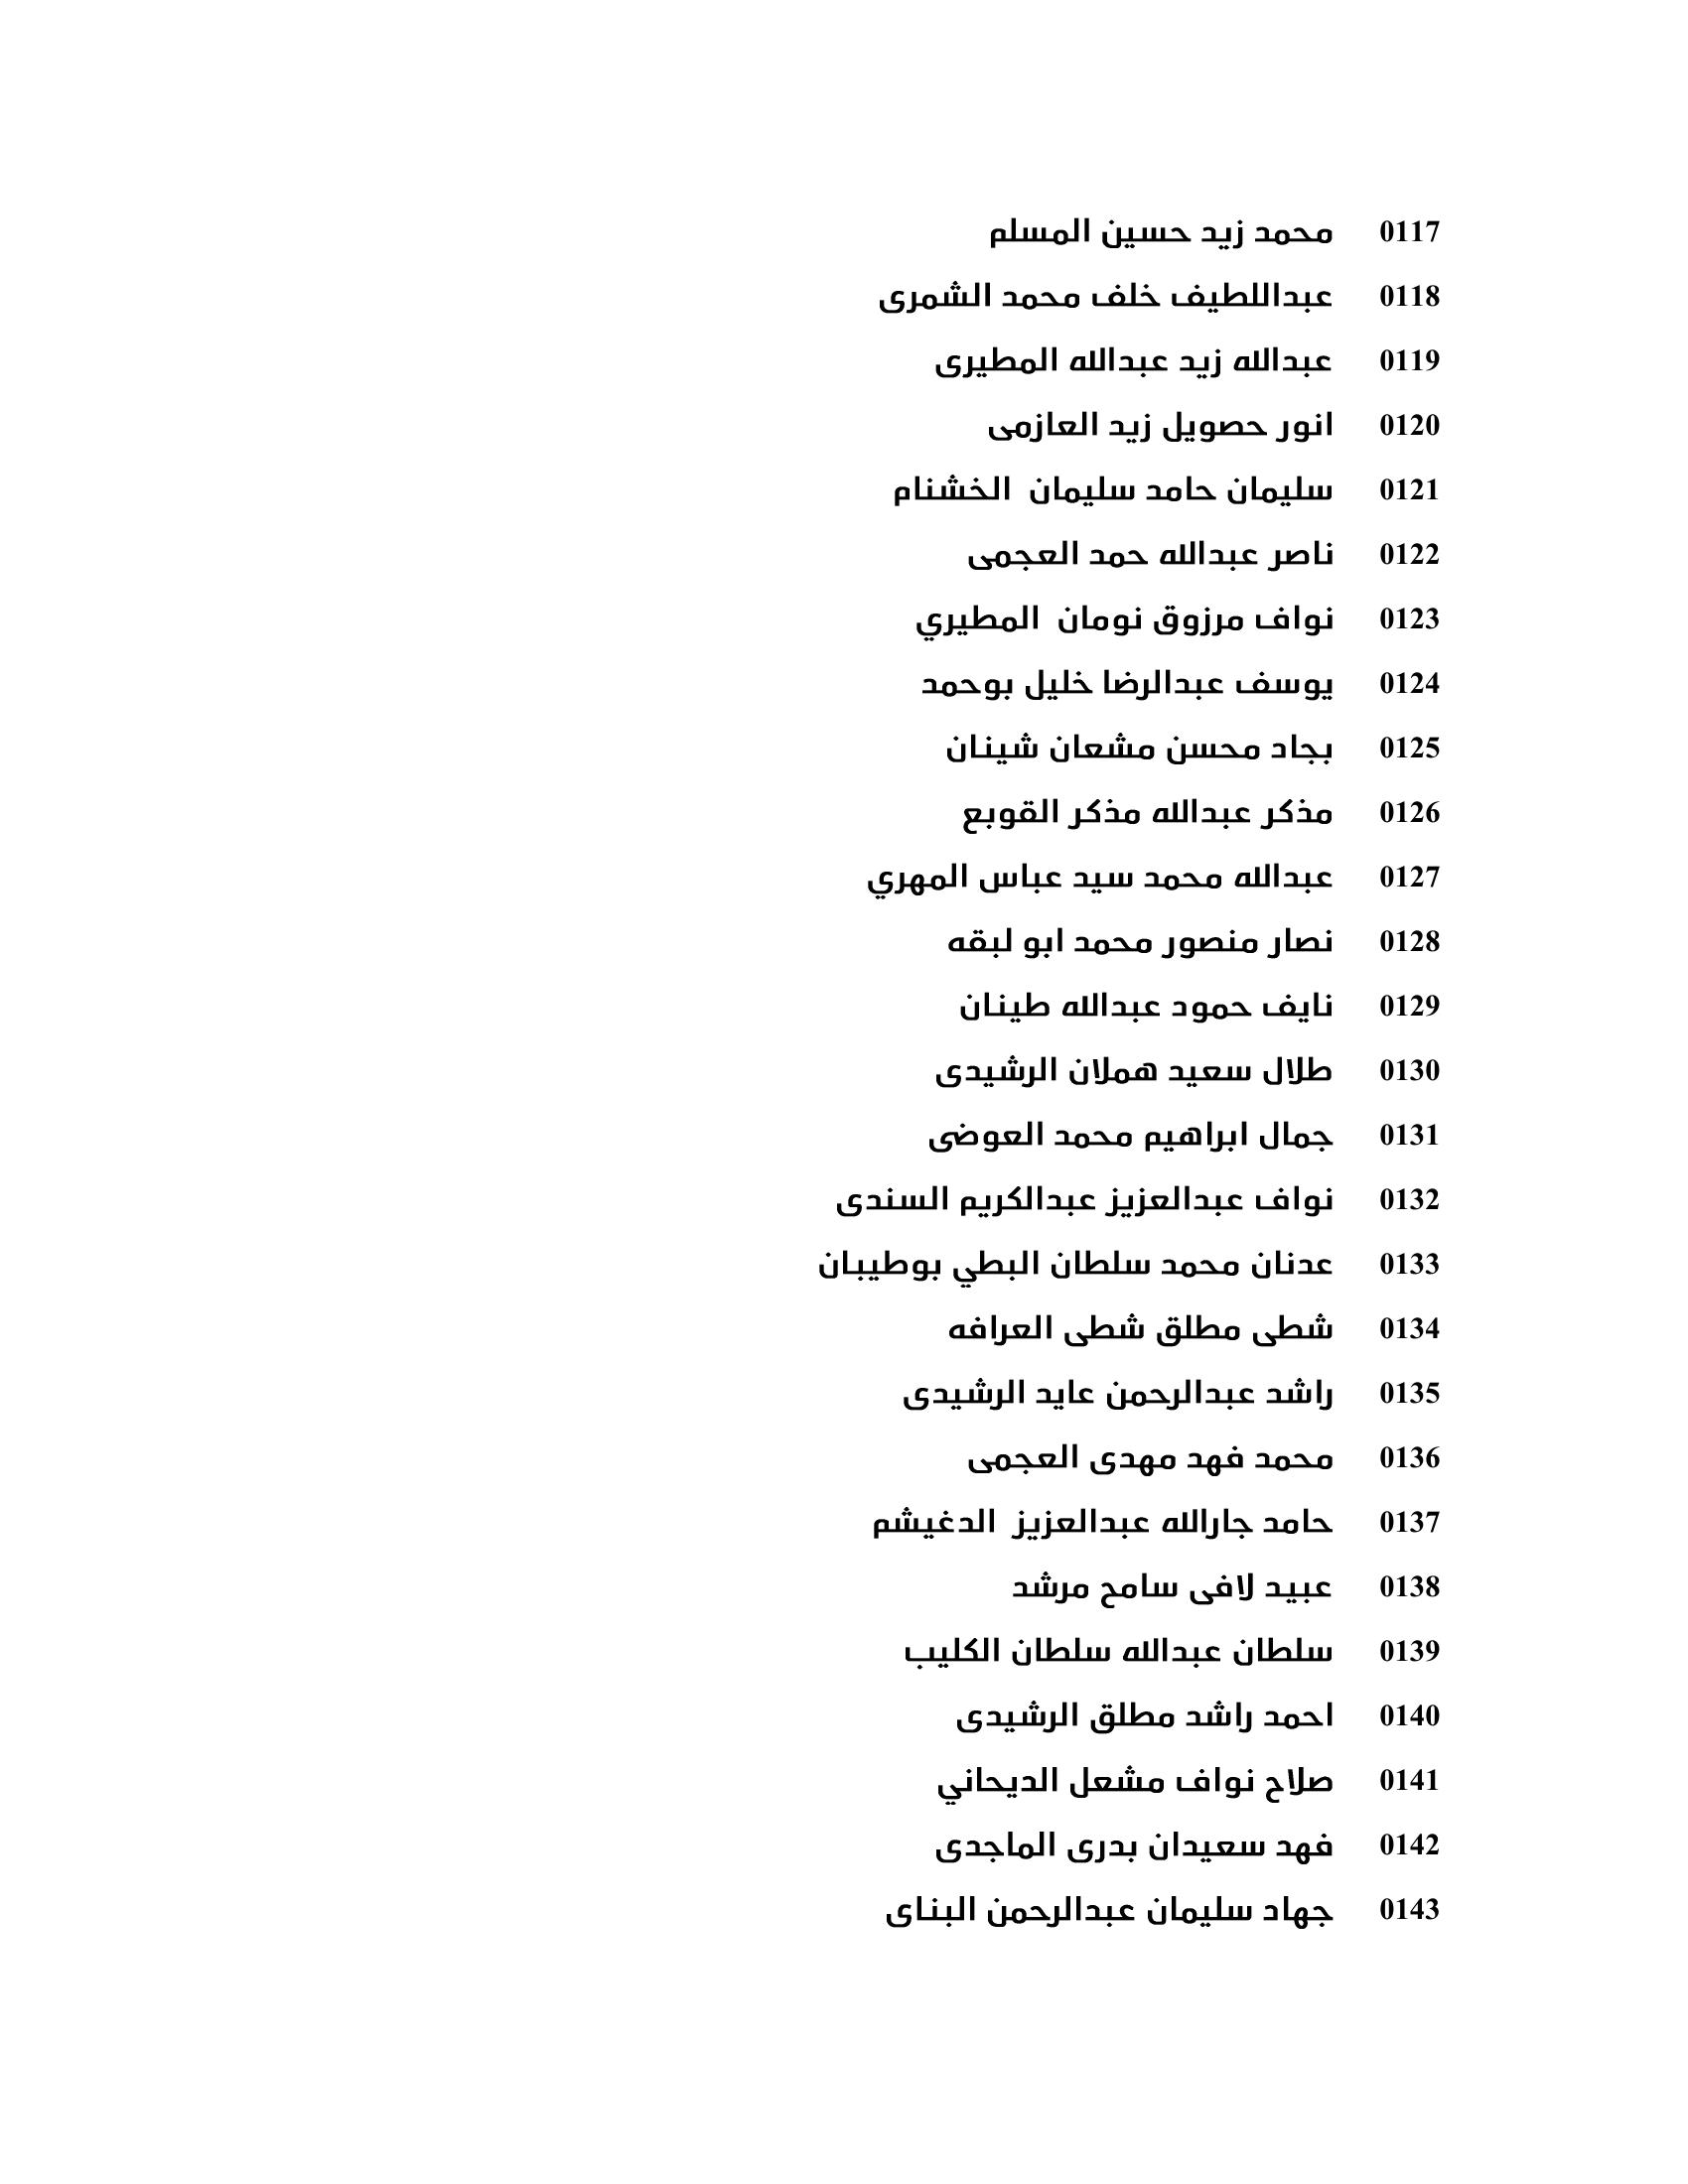 0117 محمد زيد حسين المسلم
0118 عبداللطيف خلف محمد الشمرى
0119 عبدالله زيد عبدالله المطيرى
0120 انور حصويل زيد العازمى
0121 سليمان حامد سليمان  الخشنام
0122 ناصر عبدالله حمد العجمى
0123 نواف مرزوق نومان  المطيري
0124 يوسف عبدالرضا خليل بوحمد
0125 بجاد محسن مشعان شينان
0126 مذكر عبدالله مذكر القوبع
0127 عبدالله محمد سيد عباس المهري
0128 نصار منصور محمد ابو لبقه
0129 نايف حمود عبدالله طينان
0130 طلال سعيد هملان الرشيدى
0131 جمال ابراهيم محمد العوضى
0132 نواف عبدالعزيز عبدالكريم السندى
0133 عدنان محمد سلطان البطي بوطيبان
0134 شطى مطلق شطى العرافه
0135 راشد عبدالرحمن عايد الرشيدى
0136 محمد فهد مهدى العجمى
0137 حامد جارالله عبدالعزيز  الدغيشم
0138 عبيد لافى سامح مرشد
0139 سلطان عبدالله سلطان الكليب
0140 احمد راشد مطلق الرشيدى
0141 صلاح نواف مشعل الديحاني
0142 فهد سعيدان بدرى الماجدى
0143 جهاد سليمان عبدالرحمن البناى